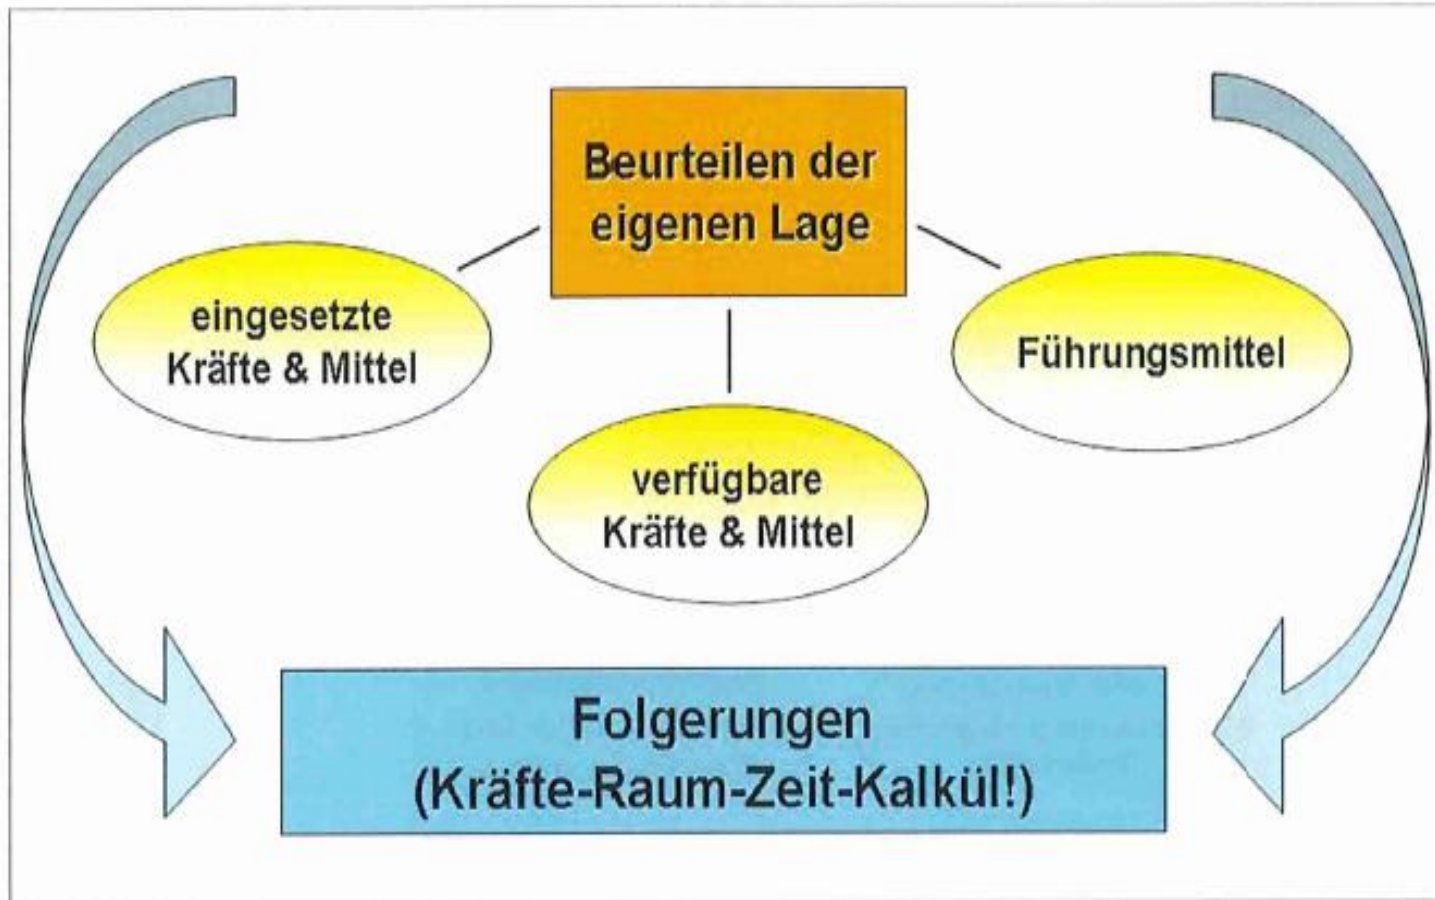 Beurteilen der
eigenen Lage
eingesetzte
Kräfte & Mittel
Führungsmittel
verfügbare
Kräfte & Mittel
Folgerungen
(Kräfte-Raum-Zeit-Kalkül!)